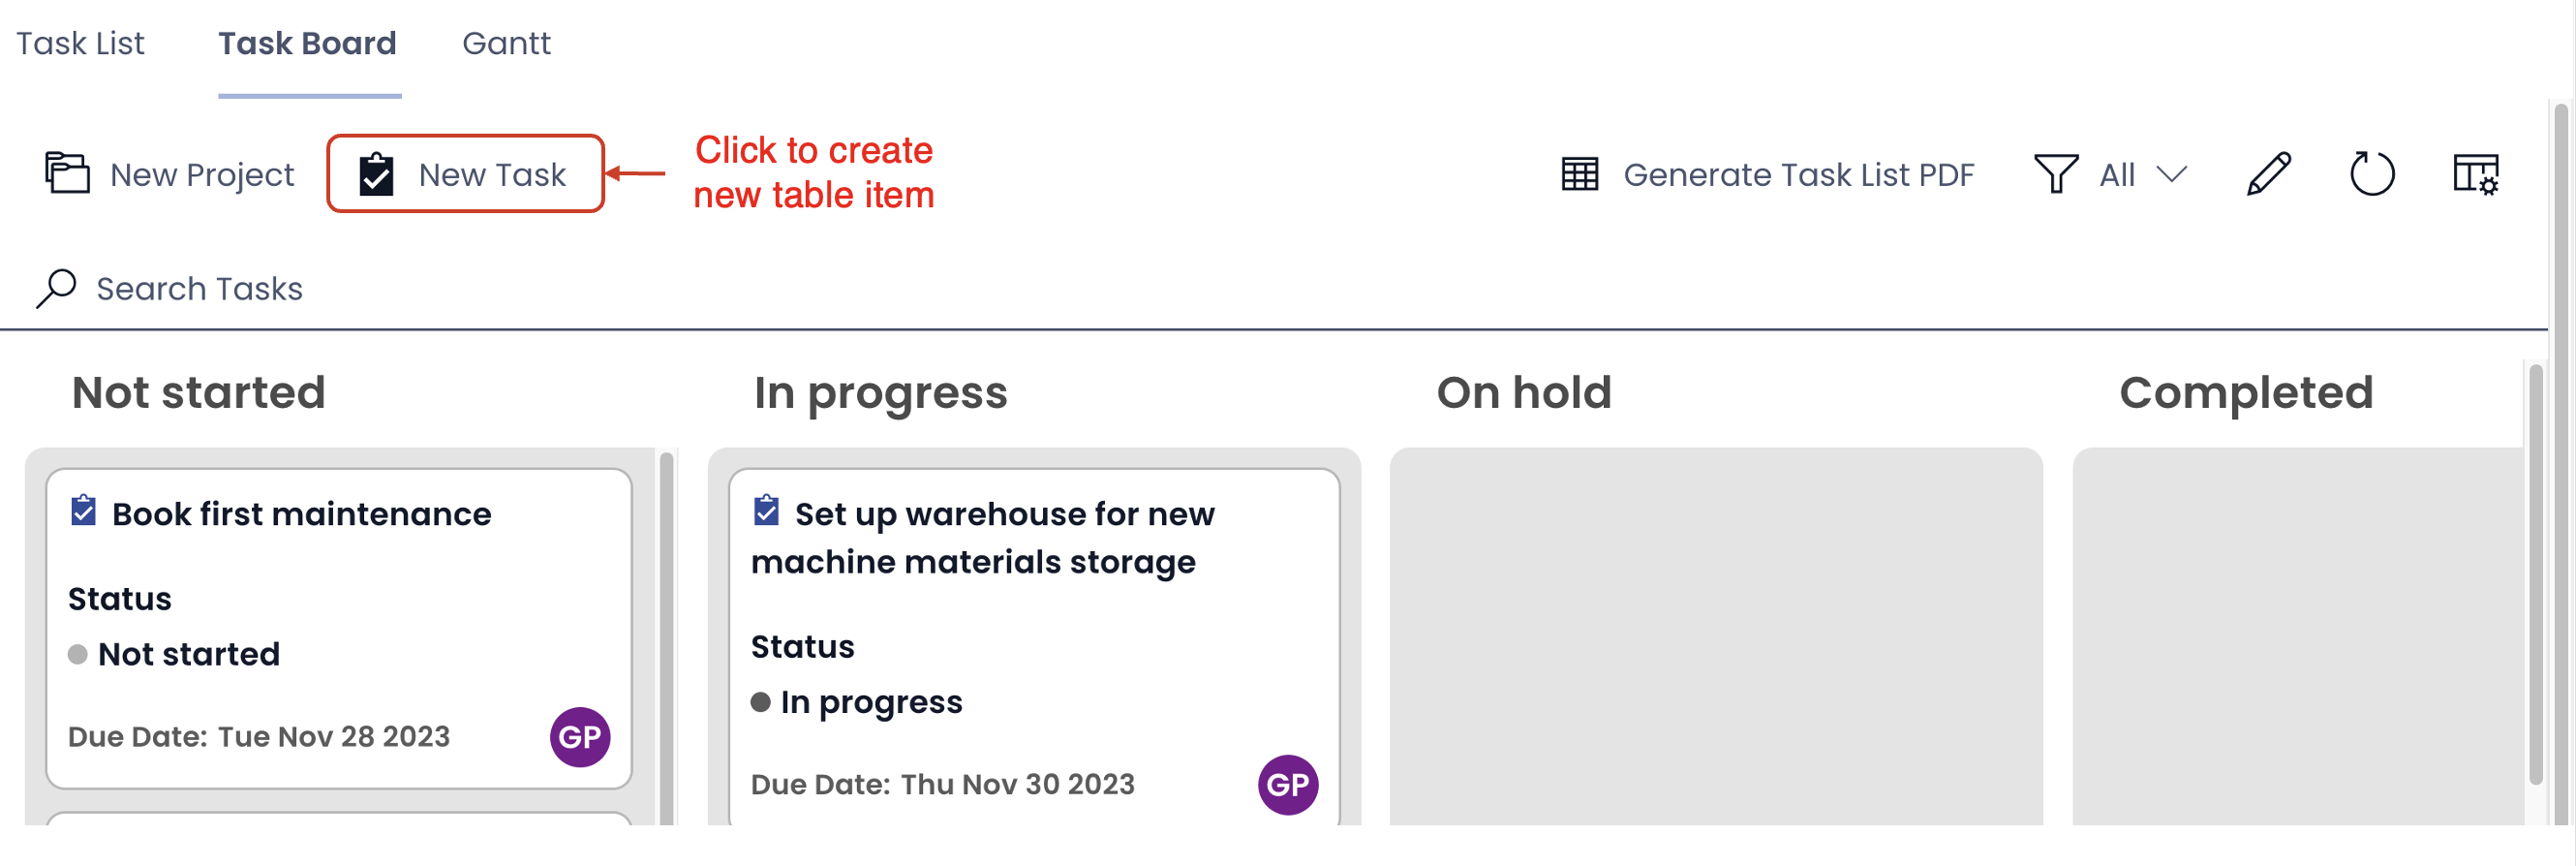 Task List Task Board Gantt
New Project New Task Click to create
new table item
Generate Task List PDF All
Search Tasks
Not started In progress On hold Completed
Book first maintenance
Status
Not started
Due Date: Tue Nov 28 2023 GP
Set up warehouse for new
machine materials storage
Status
In progress
Due Date: Thu Nov 30 2023 GP